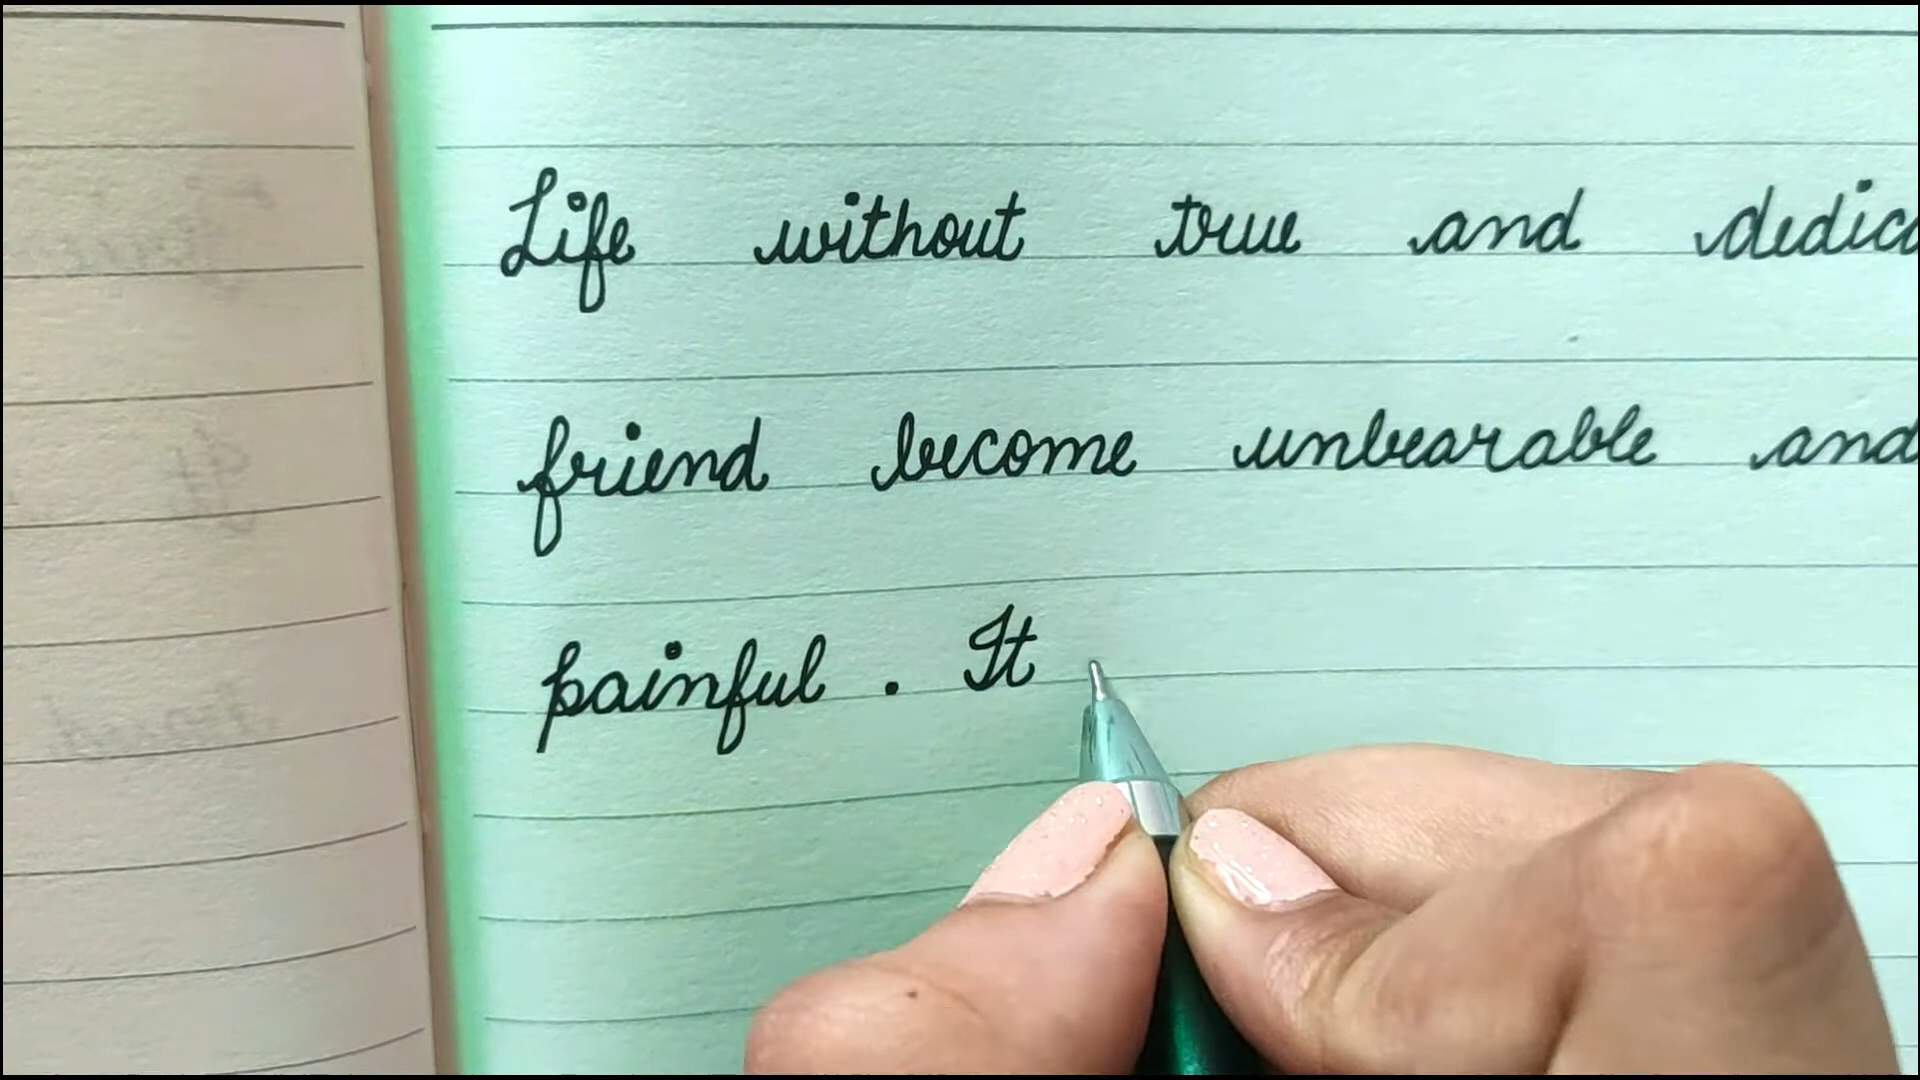 Life without true and dedica
friend become unbearable and
painful . It